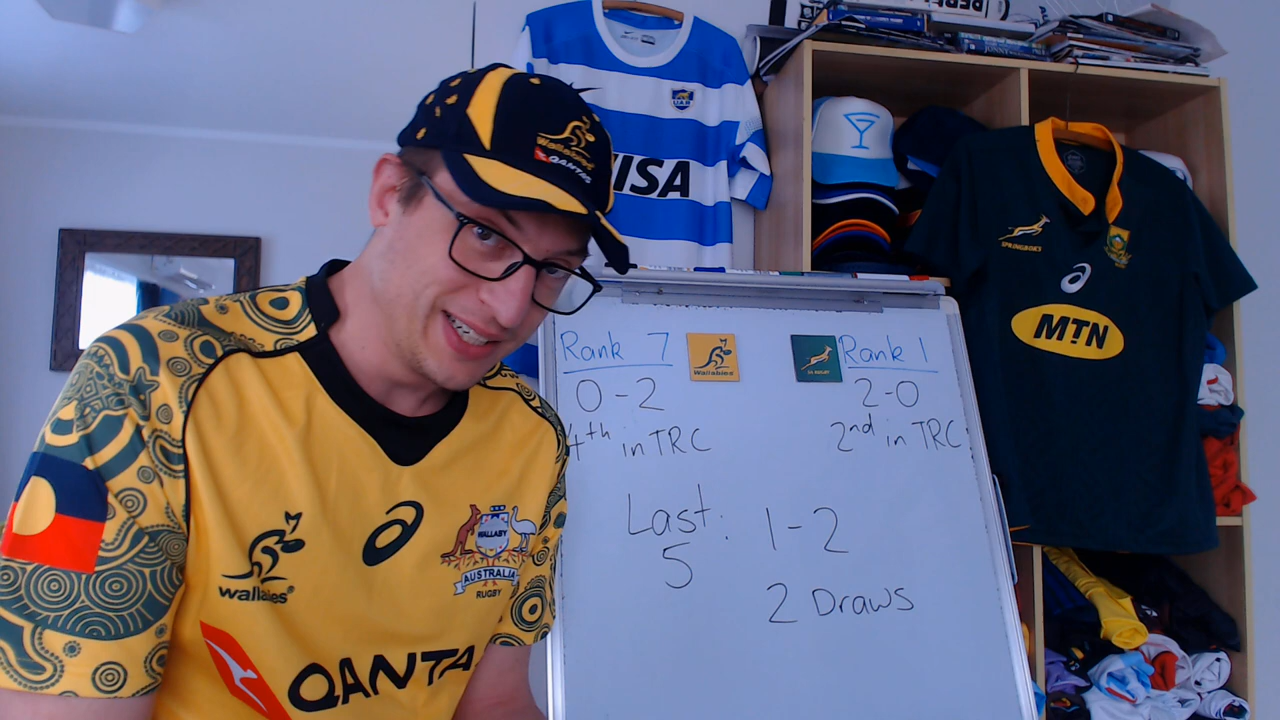 Wallabies
QANTAS
UAR
VISA
SPRINGBOKS
MTN
Rank 7
Wallabies
SA RUGBY
Rank 1
0-2
2-0
4th in TRC
2nd in TRC
Last: 1-2
5
2 Draws
wallabies
WALLABY
AUSTRALIA
RUGBY
QANTA